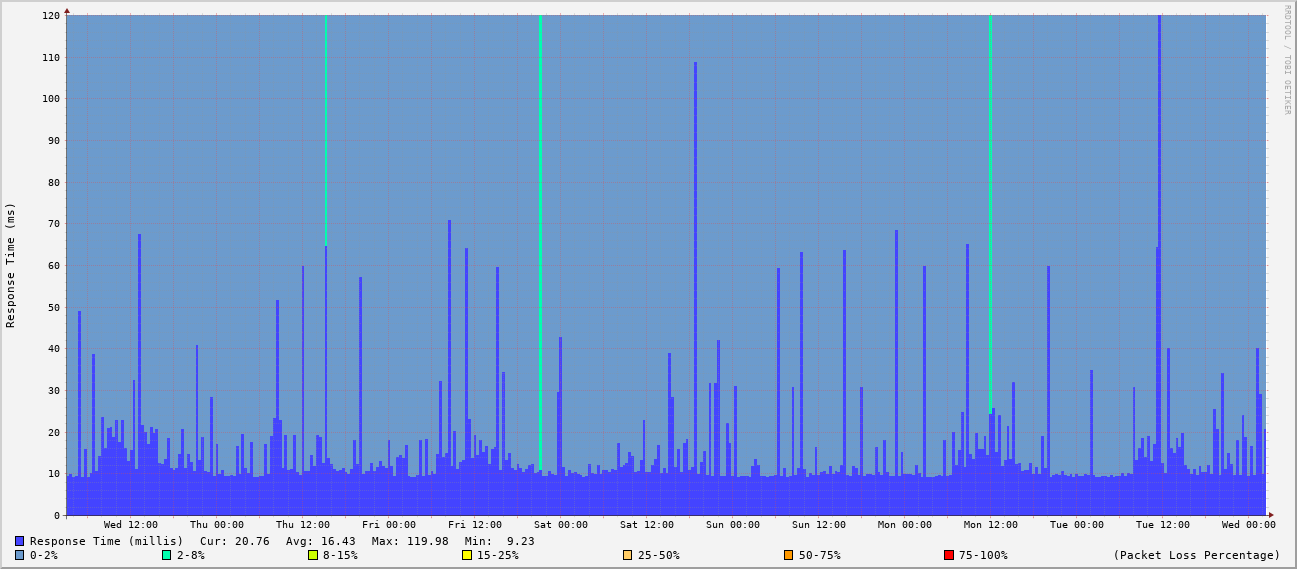 RRDTOOL / TOBI OETIKER
Response Time (ms)
120
110
100
90
80
70
60
50
40
30
20
10
0
Wed 12:00 Thu 00:00 Thu 12:00 Fri 00:00 Fri 12:00 Sat 00:00 Sat 12:00 Sun 00:00 Sun 12:00 Mon 00:00 Mon 12:00 Tue 00:00 Tue 12:00 Wed 00:00
Response Time (millis) Cur: 20.76 Avg: 16.43 Max: 119.98 Min: 9.23
0-2% 2-8% 8-15% 15-25% 25-50% 50-75% 75-100% (Packet Loss Percentage)